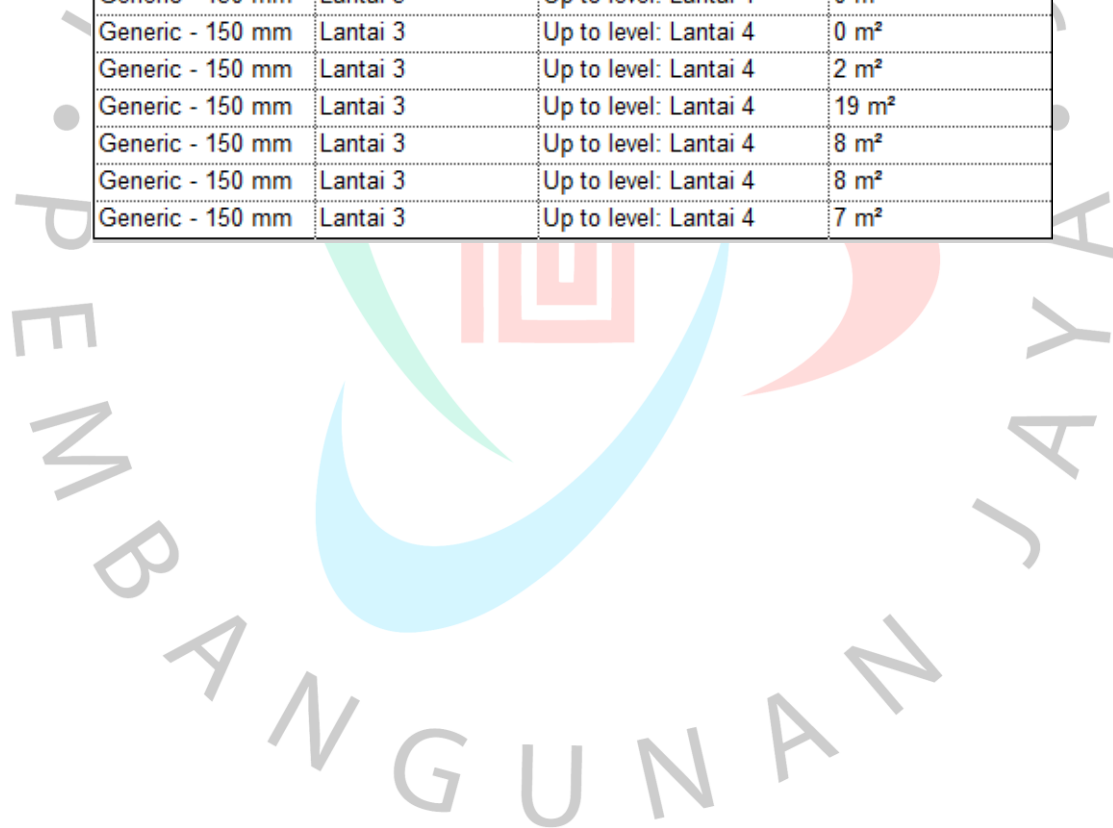 Generic - 150 mm Lantai 3 Up to level: Lantai 4 0 m²
Generic - 150 mm Lantai 3 Up to level: Lantai 4 2 m²
Generic - 150 mm Lantai 3 Up to level: Lantai 4 19 m²
Generic - 150 mm Lantai 3 Up to level: Lantai 4 8 m²
Generic - 150 mm Lantai 3 Up to level: Lantai 4 8 m²
Generic - 150 mm Lantai 3 Up to level: Lantai 4 7 m²
PEMBANGUNAN JAYA